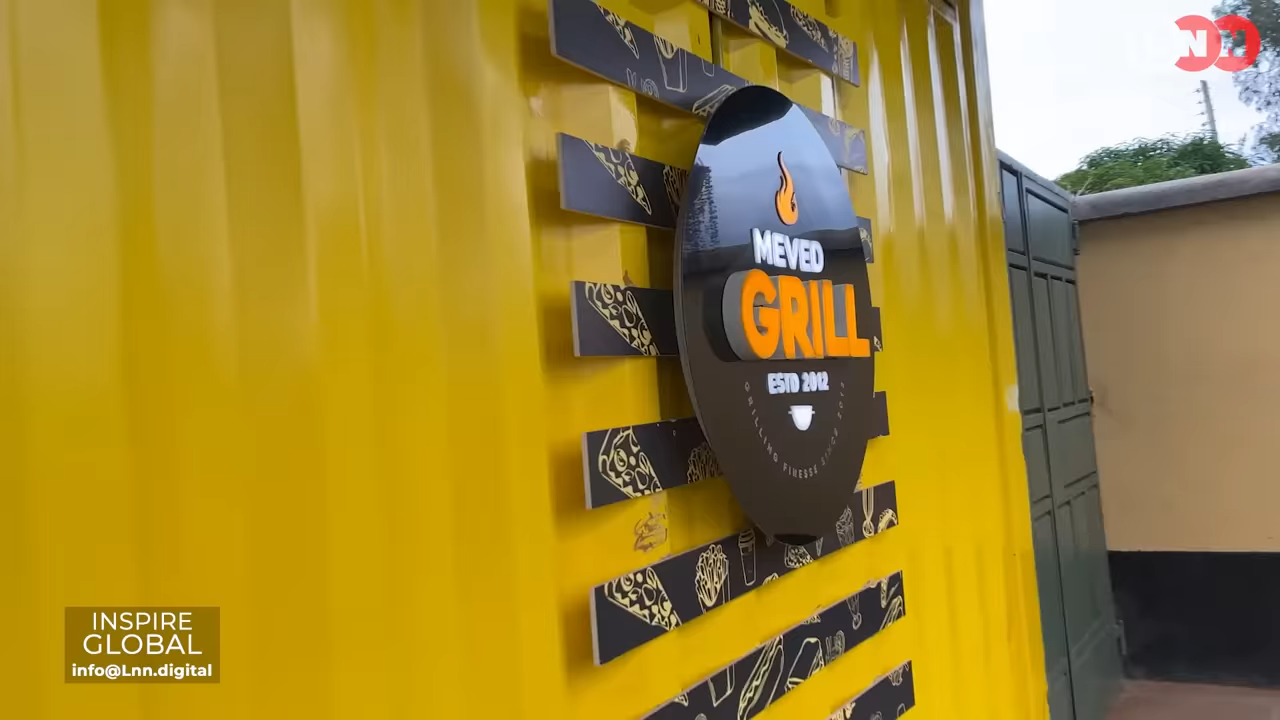 MEVED
GRILL
ESTD 2012
GRILLING FINESSE SINCE 2012
INSPIRE
GLOBAL
info@Lnn.digital